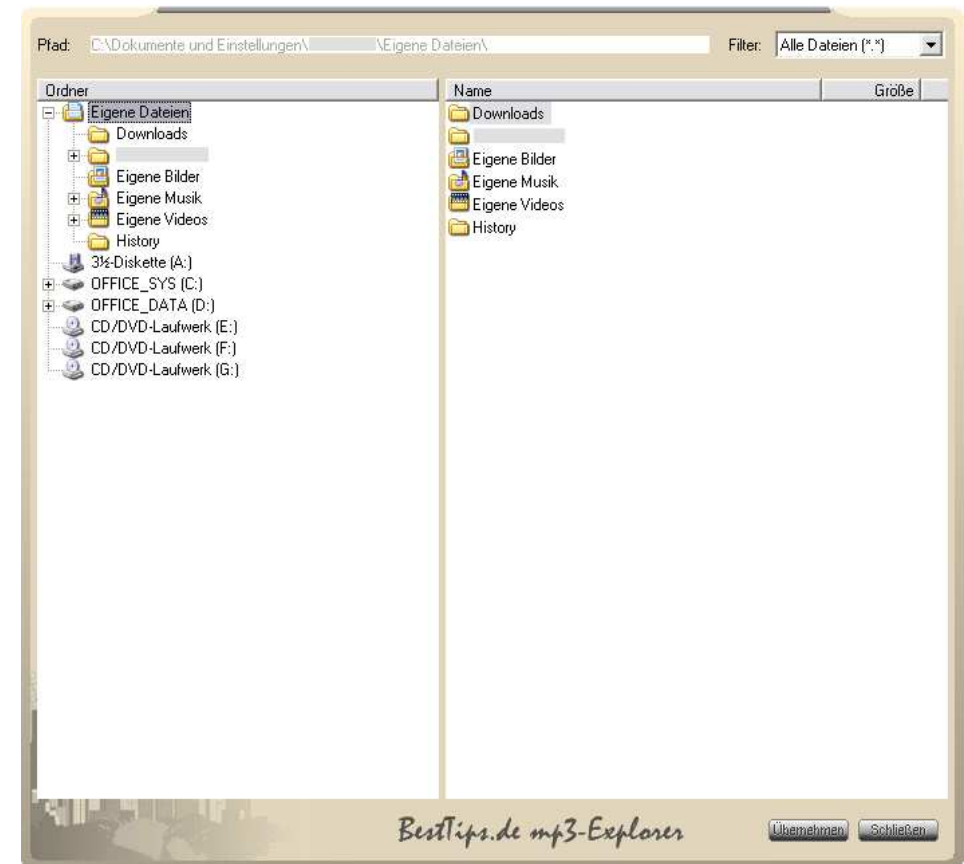 Pfad: C:\Dokumente und Einstellungen\ \Eigene Dateien\ Filter: Alle Dateien (*.*)
Ordner
Eigene Dateien
Downloads
Eigene Bilder
Eigene Musik
Eigene Videos
History
3½-Diskette (A:)
OFFICE_SYS (C:)
OFFICE_DATA (D:)
CD/DVD-Laufwerk (E:)
CD/DVD-Laufwerk (F:)
CD/DVD-Laufwerk (G:)
Name Größe
Downloads
Eigene Bilder
Eigene Musik
Eigene Videos
History
BestTips.de mp3-Explorer
Übernehmen Schließen